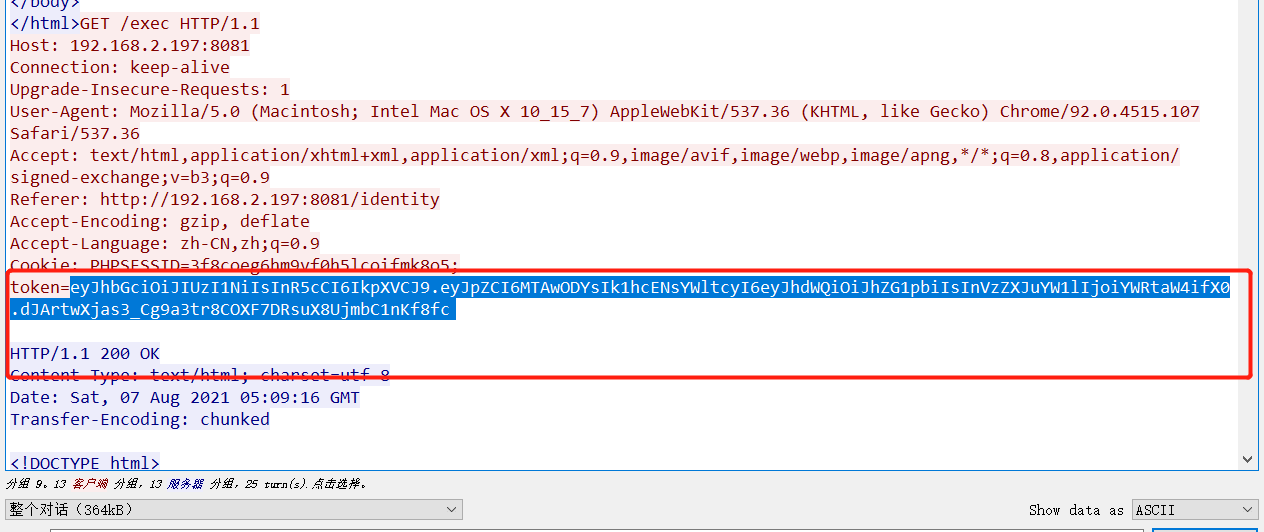 </body>
</html>GET /exec HTTP/1.1
Host: 192.168.2.197:8081
Connection: keep-alive
Upgrade-Insecure-Requests: 1
User-Agent: Mozilla/5.0 (Macintosh; Intel Mac OS X 10_15_7) AppleWebKit/537.36 (KHTML, like Gecko) Chrome/92.0.4515.107
Safari/537.36
Accept: text/html,application/xhtml+xml,application/xml;q=0.9,image/avif,image/webp,image/apng,*/*;q=0.8,application/
signed-exchange;v=b3;q=0.9
Referer: http://192.168.2.197:8081/identity
Accept-Encoding: gzip, deflate
Accept-Language: zh-CN,zh;q=0.9
Cookie: PHPSESSID=3f8coeg6hm9vf0h5lcoifmk8o5;
token=eyJhbGciOiJIUzI1NiIsInR5cCI6IkpXVCJ9.eyJpZCI6MTAwODYsIk1hcENsYWltcyI6eyJhdWQiOiJhZG1pbiIsInVzZXJuYW1lIjoiYWRtaW4ifX0
.dJArtwXjas3_Cg9a3tr8COXF7DRsuX8UjmbC1nKf8fc
HTTP/1.1 200 OK
Content-Type: text/html; charset=utf-8
Date: Sat, 07 Aug 2021 05:09:16 GMT
Transfer-Encoding: chunked
<!DOCTYPE html>
分组 9。13 客户端 分组，13 服务器 分组，25 turn(s).点击选择。
整个对话（364kB）
Show data as ASCII